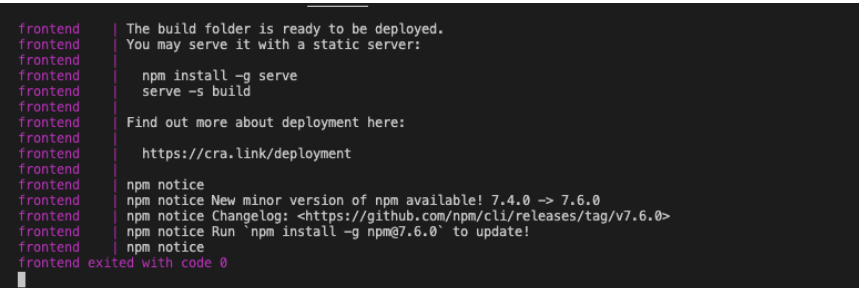 frontend    | The build folder is ready to be deployed.
frontend    | You may serve it with a static server:
frontend    |
frontend    |   npm install -g serve
frontend    |   serve -s build
frontend    |
frontend    | Find out more about deployment here:
frontend    |
frontend    |   https://cra.link/deployment
frontend    |
frontend    | npm notice
frontend    | npm notice New minor version of npm available! 7.4.0 -> 7.6.0
frontend    | npm notice Changelog: <https://github.com/npm/cli/releases/tag/v7.6.0>
frontend    | npm notice Run `npm install -g npm@7.6.0` to update!
frontend    | npm notice
frontend exited with code 0